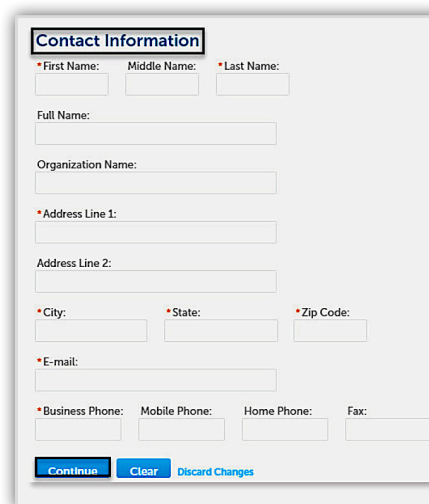 Contact Information
*First Name: Middle Name: *Last Name:
Full Name:
Organization Name:
*Address Line 1:
Address Line 2:
*City: *State: *Zip Code:
*E-mail:
*Business Phone: Mobile Phone: Home Phone: Fax:
Continue Clear Discard Changes